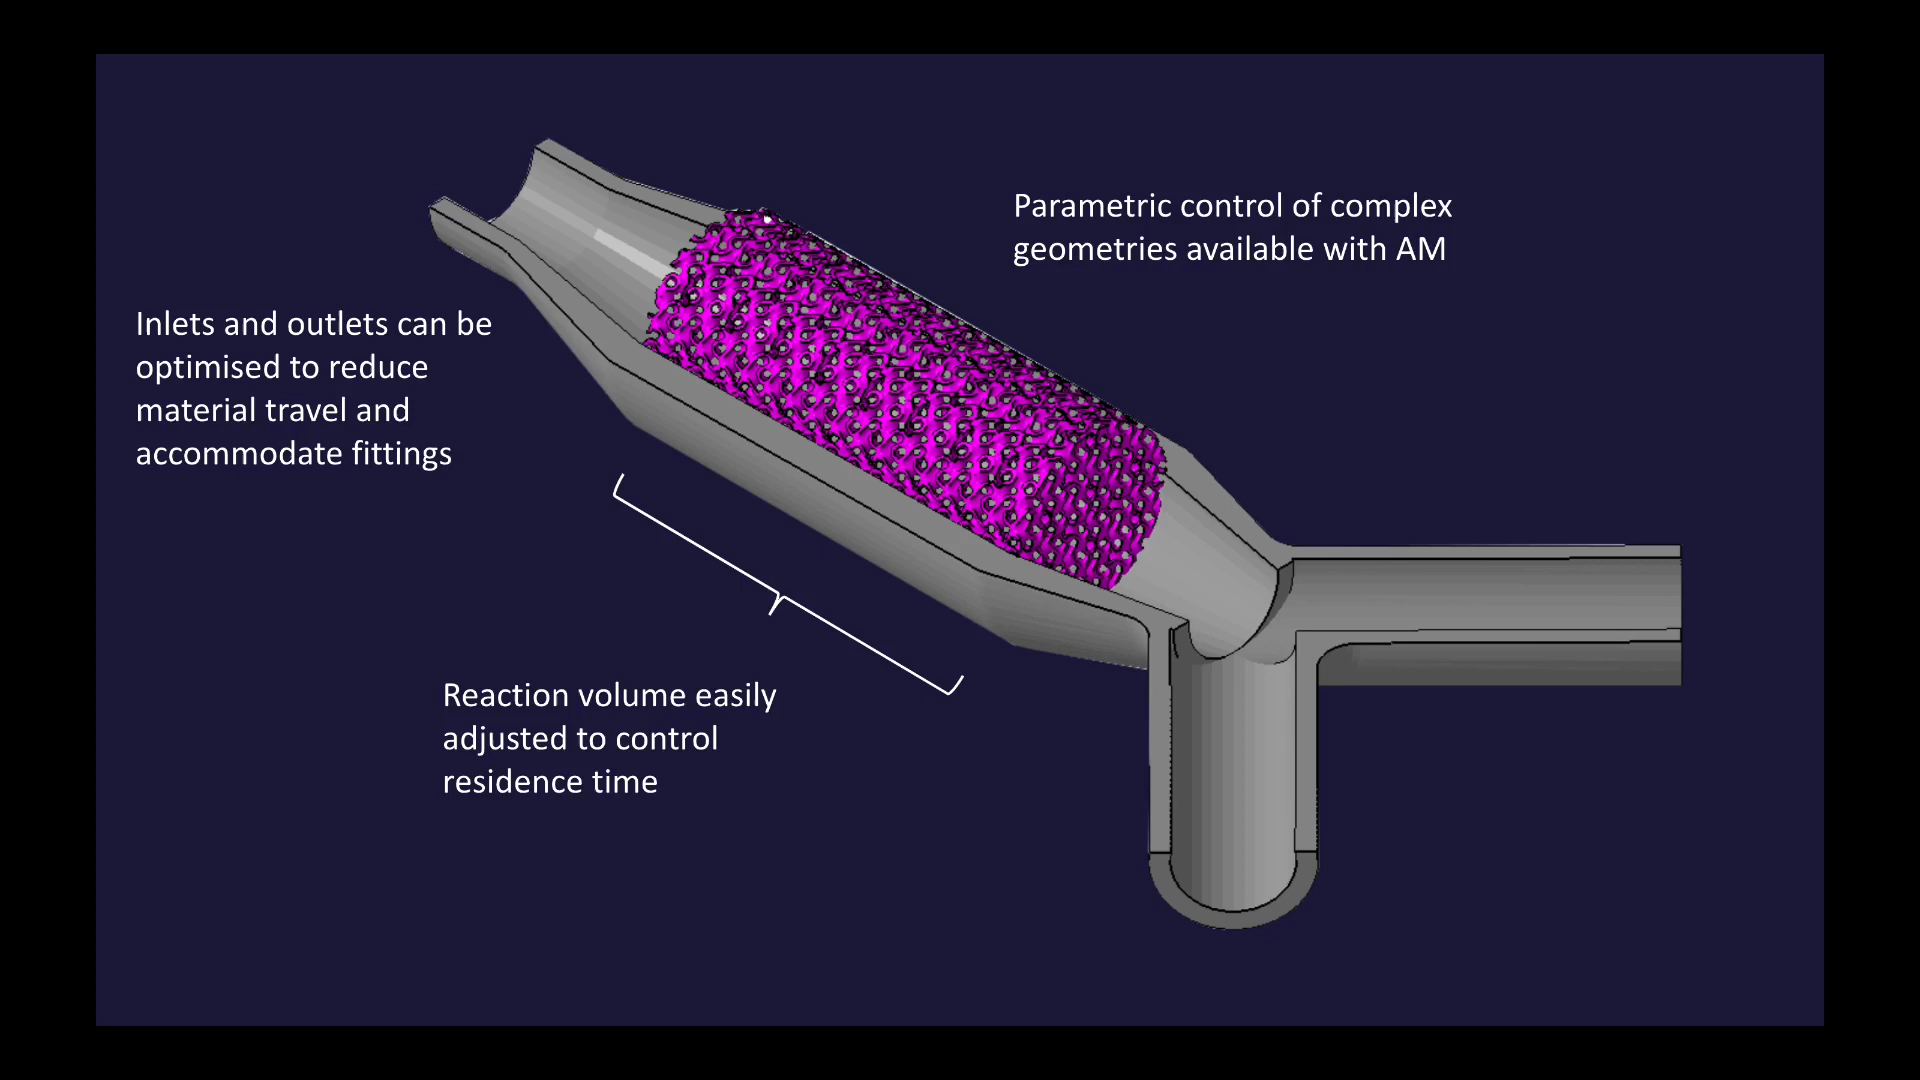 Parametric control of complex
geometries available with AM
Inlets and outlets can be
optimised to reduce
material travel and
accommodate fittings
Reaction volume easily
adjusted to control
residence time